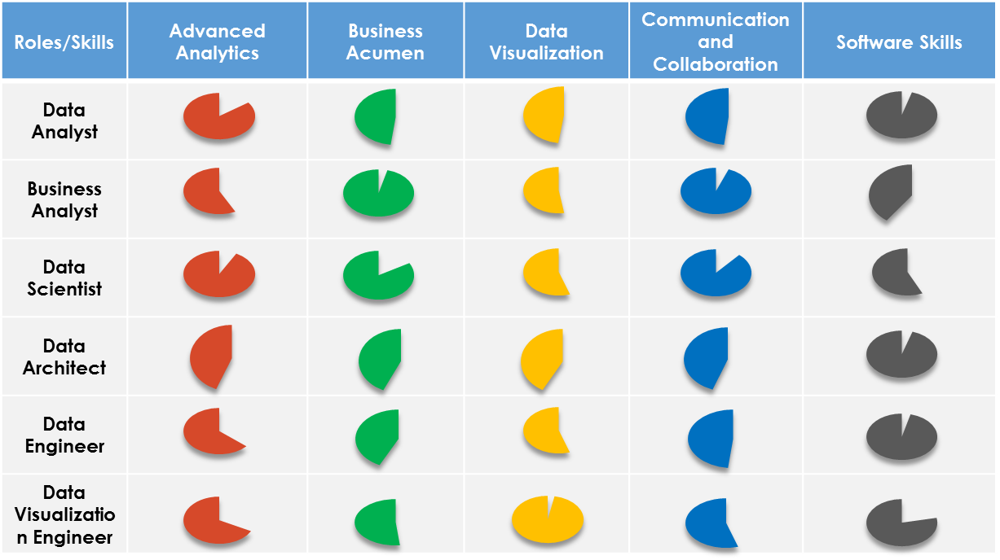 Roles/Skills
Advanced
Analytics
Business
Acumen
Data
Visualization
Communication
and
Collaboration
Software Skills
Data
Analyst
Business
Analyst
Data
Scientist
Data
Architect
Data
Engineer
Data
Visualizatio
n Engineer